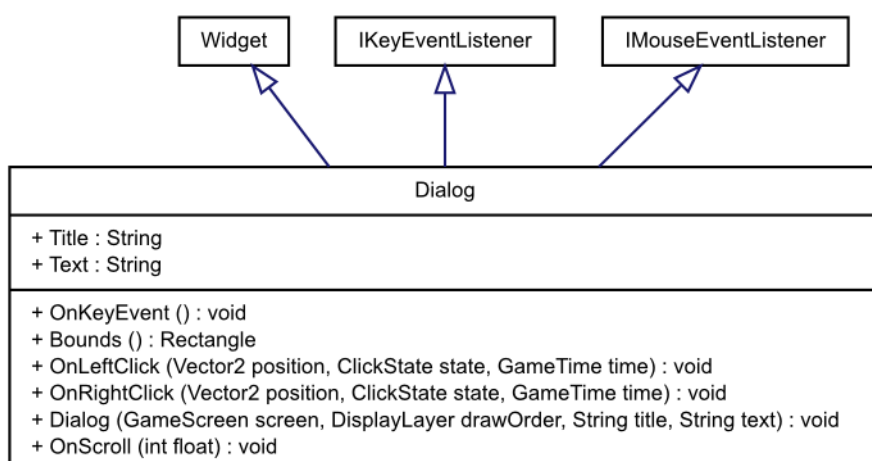 Widget
IKeyEventListener
IMouseEventListener
Dialog
+ Title : String
+ Text : String
+ OnKeyEvent () : void
+ Bounds () : Rectangle
+ OnLeftClick (Vector2 position, ClickState state, GameTime time) : void
+ OnRightClick (Vector2 position, ClickState state, GameTime time) : void
+ Dialog (GameScreen screen, DisplayLayer drawOrder, String title, String text) : void
+ OnScroll (int float) : void